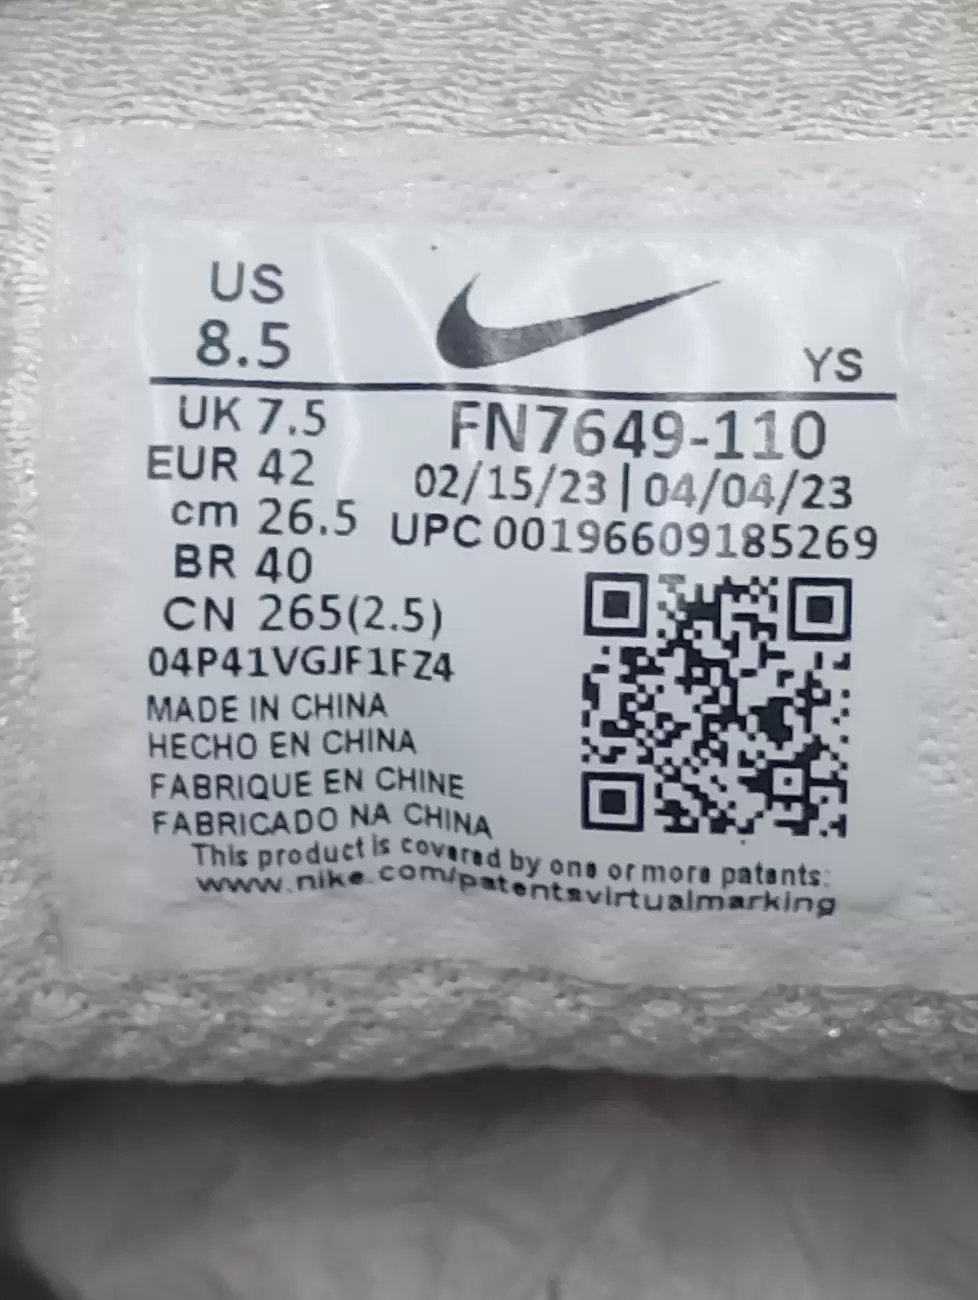 US
8.5
YS
UK 7.5
EUR 42
cm 26.5
BR 40
CN 265(2.5)
FN7649-110
02/15/23 | 04/04/23
UPC 00196609185269
04P41VGJF1FZ4
MADE IN CHINA
HECHO EN CHINA
FABRIQUE EN CHINE
FABRICADO NA CHINA
This product is covered by one or more patents:
www.nike.com/patentsvirtualmarking